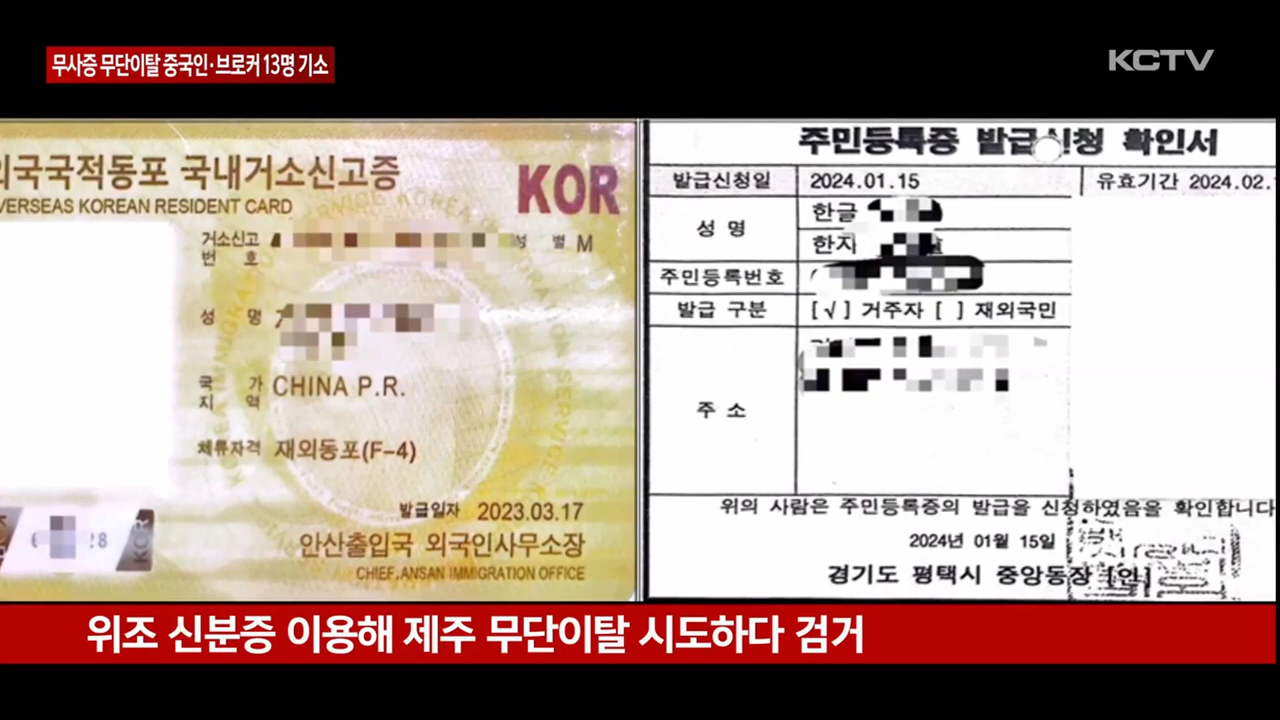 무사증 무단이탈 중국인·브로커 13명 기소
KCTV
외국국적동포 국내거소신고증
OVERSEAS KOREAN RESIDENT CARD
KOR
거소신고
번 호
성 별 M
성 명
국 가
지 역
CHINA P.R.
체류자격 재외동포(F-4)
발급일자 2023.03.17
안산출입국 외국인사무소장
CHIEF, ANSAN IMMIGRATION OFFICE
주민등록증 발급신청 확인서
발급신청일 2024.01.15 유효기간 2024.02.
성 명
한글
한자
주민등록번호
발급 구분 [√] 거주자 [ ] 재외국민
주 소
위의 사람은 주민등록증의 발급을 신청하였음을 확인합니다
2024년 01월 15일
경기도 평택시 중앙동장 [인]
위조 신분증 이용해 제주 무단이탈 시도하다 검거